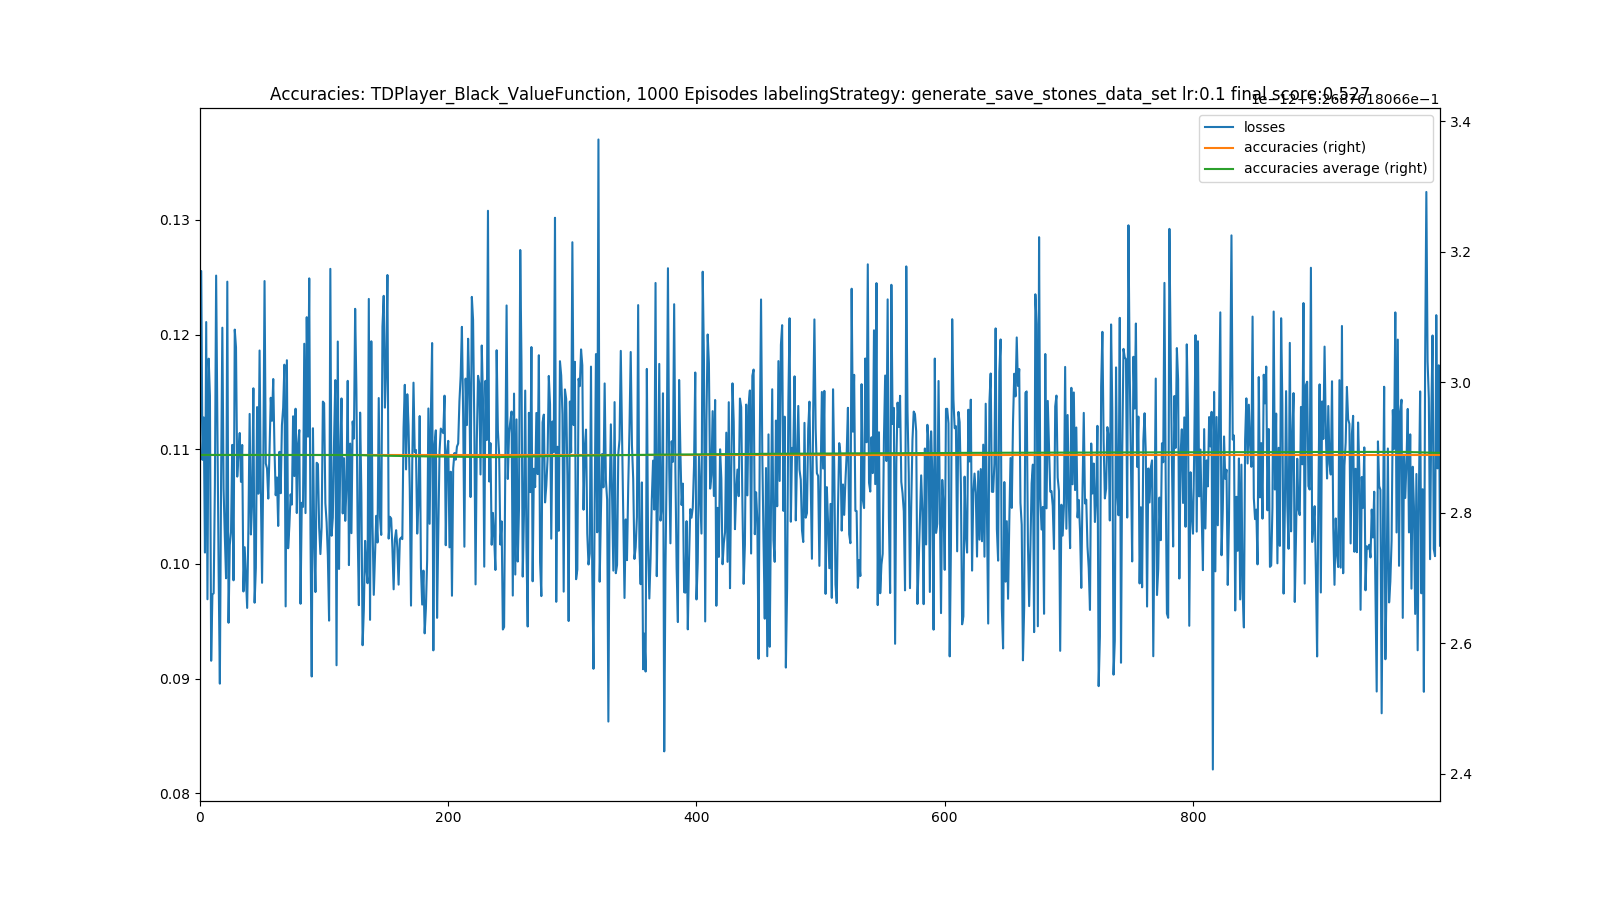 Accuracies: TDPlayer_Black_ValueFunction, 1000 Episodes labelingStrategy: generate_save_stones_data_set lr:0.1 final score:0.527
1e−12+5.2687618066e−1
losses
accuracies (right)
accuracies average (right)
0.13
0.12
0.11
0.10
0.09
0.08
3.4
3.2
3.0
2.8
2.6
2.4
0 200 400 600 800